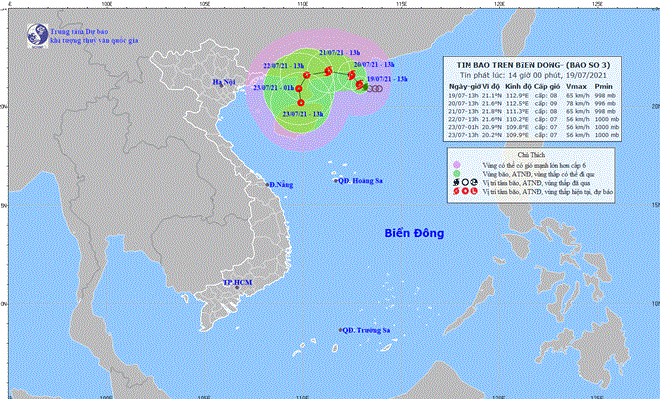 Trung tâm Dự báo
khí tượng thuỷ văn quốc gia
105E
110E
115E
120E
125E
20N
15N
10N
5N
0N
Hà Nội
Đ.Nẵng
QĐ. Hoàng Sa
TP.HCM
QĐ. Trường Sa
Biển Đông
21/07/21 - 13h
22/07/21 - 13h
20/07/21 - 13h
19/07/21 - 13h
23/07/21 - 01h
23/07/21 - 13h
TIM BAO TREN BIEN DONG- (BAO SO 3)
Tin phát lúc: 14 giờ 00 phút, 19/07/2021
Ngày-giờ Vĩ độ Kinh độ Cấp gió Vmax Pmin
19/07-13h 21.1°N 112.9°E cấp: 08 65 km/h 998 mb
20/07-13h 21.6°N 112.5°E cấp: 09 78 km/h 996 mb
21/07-13h 21.8°N 111.3°E cấp: 08 65 km/h 998 mb
22/07-13h 21.6°N 110.2°E cấp: 07 56 km/h 1000 mb
23/07-01h 20.9°N 109.8°E cấp: 07 56 km/h 1000 mb
23/07-13h 20.2°N 109.9°E cấp: 07 56 km/h 1000 mb
Chú Thích
Vùng có thể có gió mạnh lớn hơn cấp 6
Vùng bão, ATNĐ, vùng thấp có thể đi qua
Vị trí tâm bão, ATNĐ, vùng thấp đã qua
Vị trí tâm bão, ATNĐ, vùng thấp hiện tại, dự báo
105E
110E
115E
120E
125E